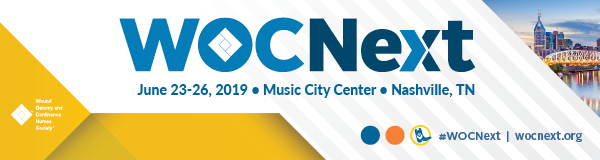 WOCNext
June 23-26, 2019 • Music City Center • Nashville, TN
Wound
Ostomy and
Continence
Nurses
Society®
#WOCNext | wocnext.org